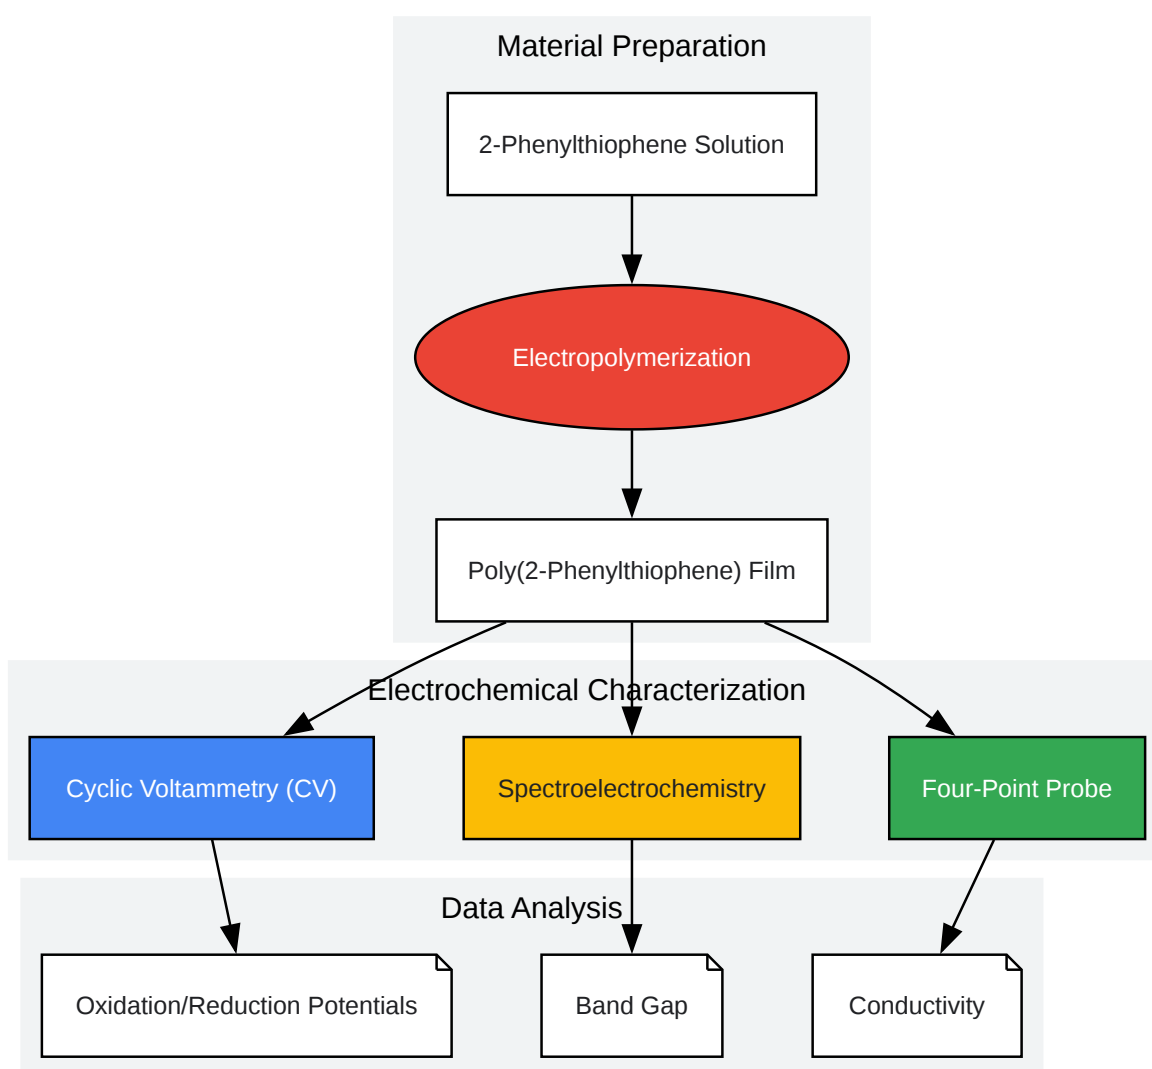 Material Preparation
2-Phenylthiophene Solution
Electropolymerization
Poly(2-Phenylthiophene) Film
Electrochemical Characterization
Cyclic Voltammetry (CV)
Spectroelectrochemistry
Four-Point Probe
Data Analysis
Oxidation/Reduction Potentials
Band Gap
Conductivity